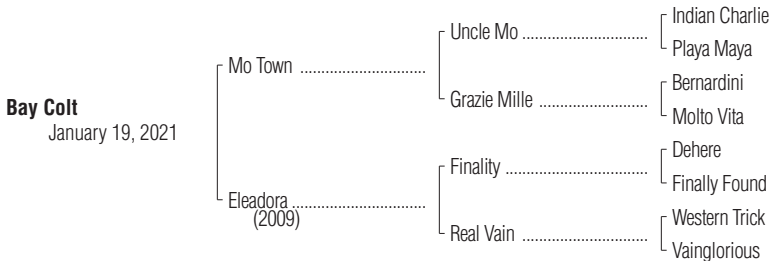 Indian Charlie
Uncle Mo
Playa Maya
Mo Town
Bernardini
Grazie Mille
Molto Vita
Bay Colt
January 19, 2021
Dehere
Finality
Finally Found
Eleadora
(2009)
Western Trick
Real Vain
Vainglorious